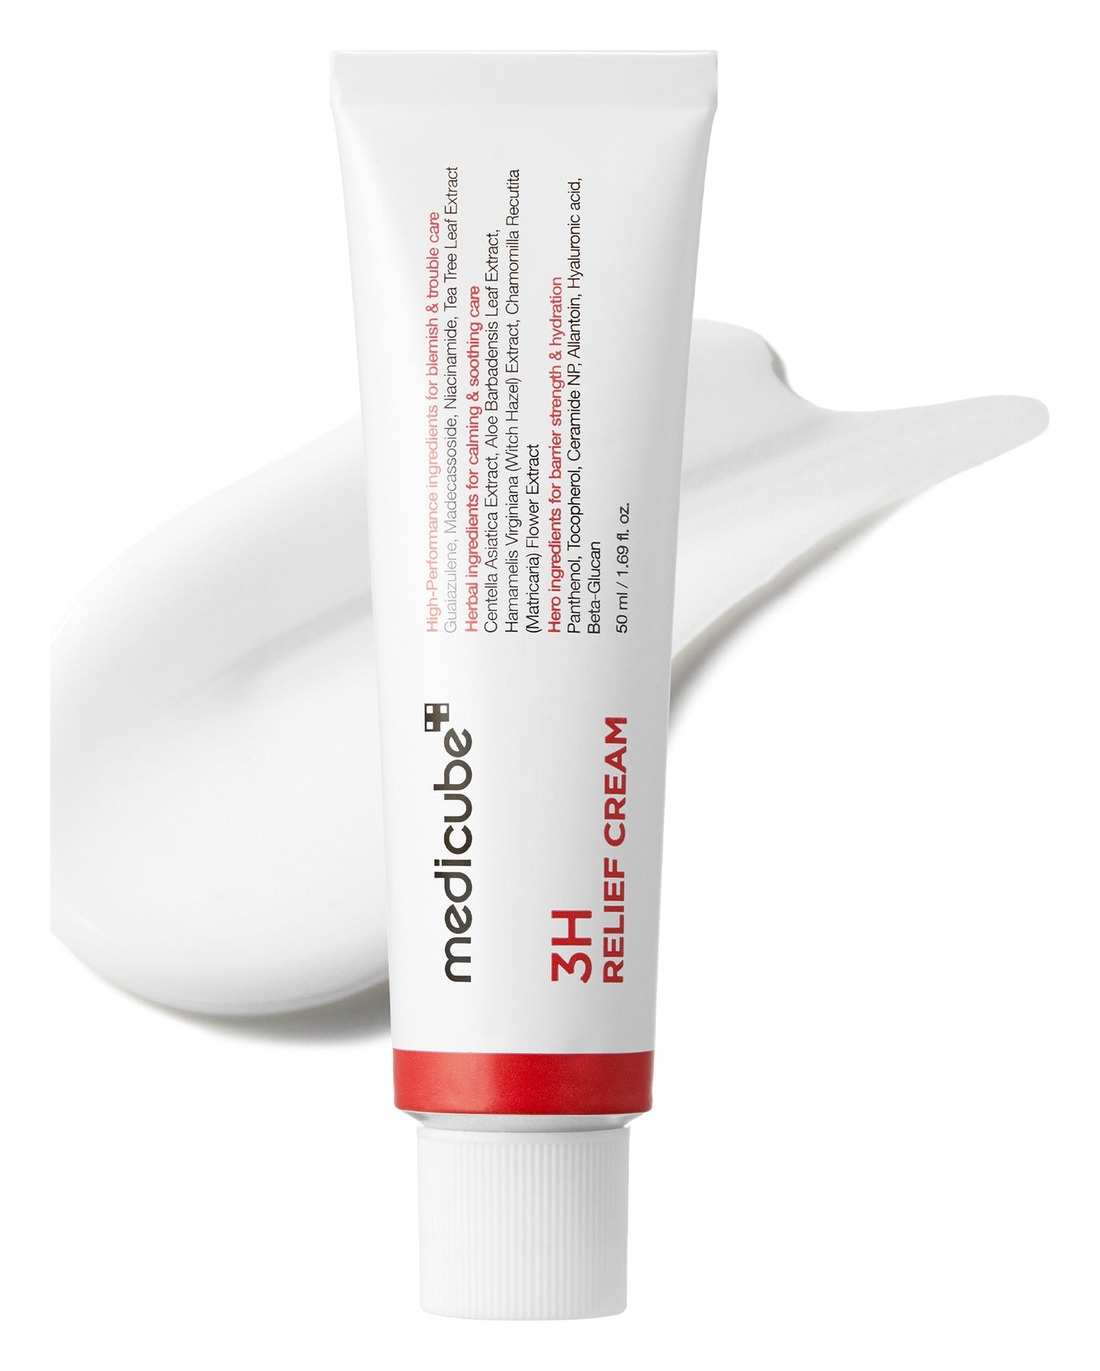 High-Performance ingredients for blemish & trouble care
Guaiazulene, Madecassoside, Niacinamide, Tea Tree Leaf Extract
Herbal ingredients for calming & soothing care
Centella Asiatica Extract, Aloe Barbadensis Leaf Extract,
Hamamelis Virginiana (Witch Hazel) Extract, Chamomilla Recutita
(Matricaria) Flower Extract
Hero ingredients for barrier strength & hydration
Panthenol, Tocopherol, Ceramide NP, Allantoin, Hyaluronic acid,
Beta-Glucan
50 ml / 1.69 fl. oz.
medicube
3H
RELIEF CREAM